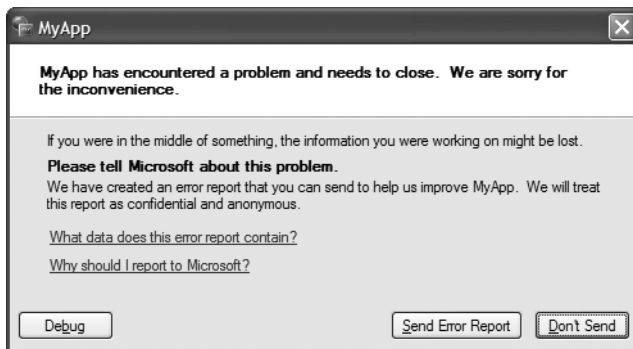 MyApp
MyApp has encountered a problem and needs to close. We are sorry for
the inconvenience.
If you were in the middle of something, the information you were working on might be lost.
Please tell Microsoft about this problem.
We have created an error report that you can send to help us improve MyApp. We will treat
this report as confidential and anonymous.
What data does this error report contain?
Why should I report to Microsoft?
Debug
Send Error Report
Don't Send